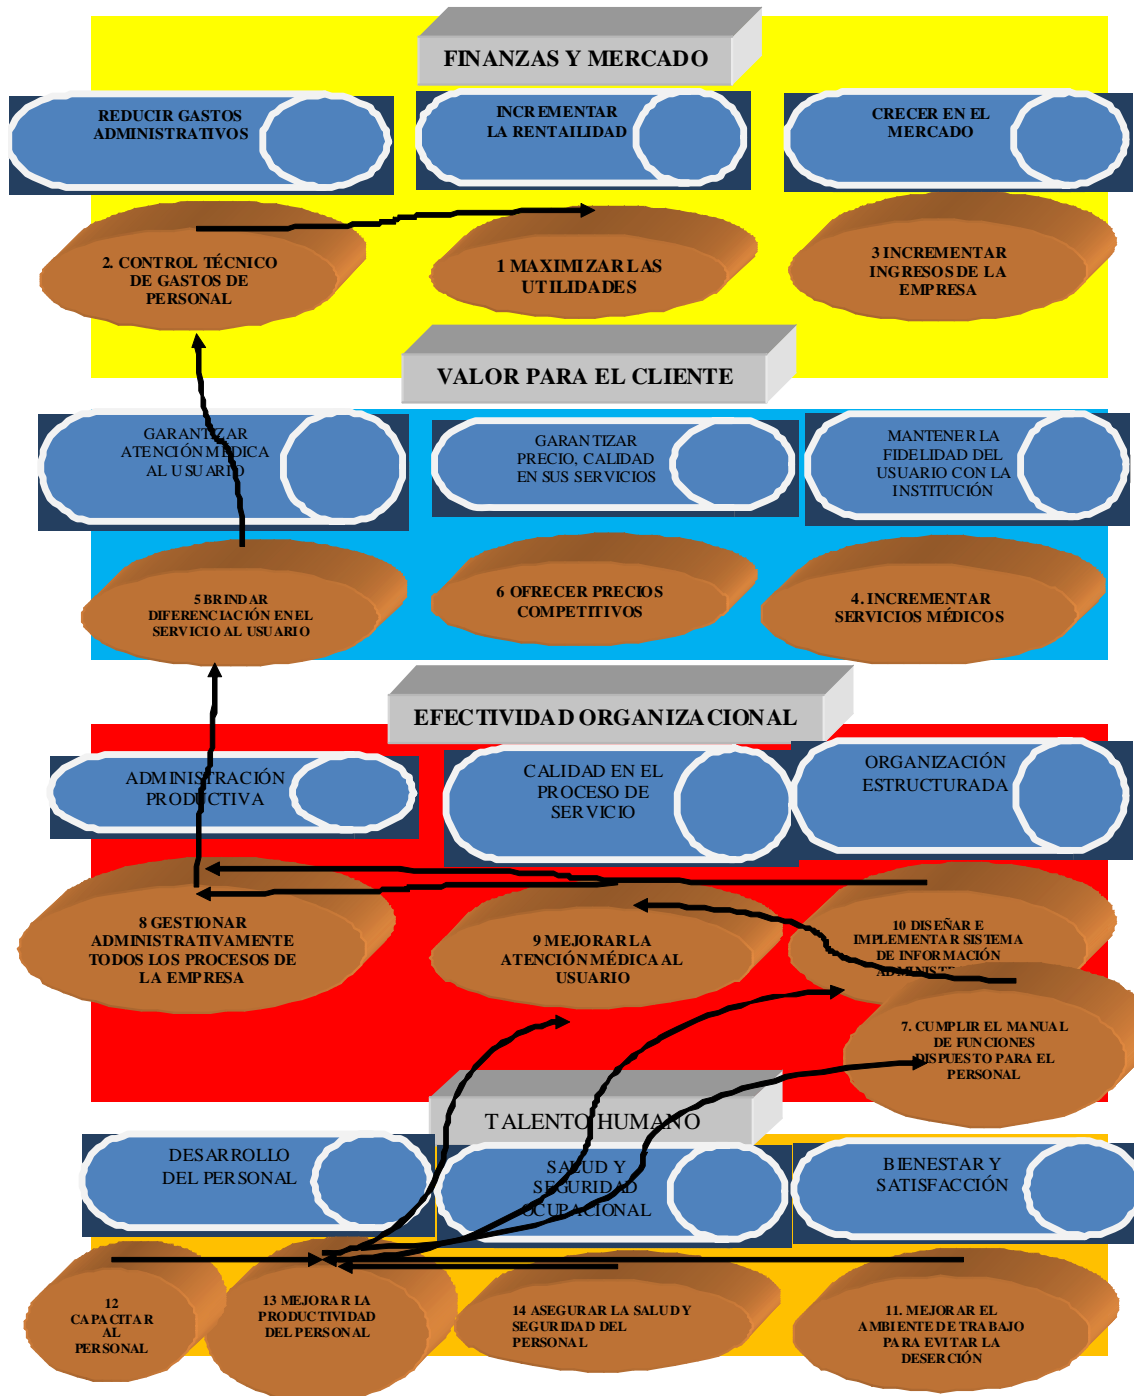 FINANZAS Y MERCADO
REDUCIR GASTOS
ADMINISTRATIVOS
INCREMENTAR
LA RENTAILIDAD
CRECER EN EL
MERCADO
2. CONTROL TÉCNICO
DE GASTOS DE
PERSONAL
1 MAXIMIZAR LAS
UTILIDADES
3 INCREMENTAR
INGRESOS DE LA
EMPRESA
VALOR PARA EL CLIENTE
GARANTIZAR
ATENCIÓN MÉDICA
AL USUARIO
GARANTIZAR
PRECIO, CALIDAD
EN SUS SERVICIOS
MANTENER LA
FIDELIDAD DEL
USUARIO CON LA
INSTITUCIÓN
5 BRINDAR
DIFERENCIACIÓN EN EL
SERVICIO AL USUARIO
6 OFRECER PRECIOS
COMPETITIVOS
4. INCREMENTAR
SERVICIOS MÉDICOS
EFECTIVIDAD ORGANIZACIONAL
ADMINISTRACIÓN
PRODUCTIVA
CALIDAD EN EL
PROCESO DE
SERVICIO
ORGANIZACIÓN
ESTRUCTURADA
8 GESTIONAR
ADMINISTRATIVAMENTE
TODOS LOS PROCESOS DE
LA EMPRESA
9 MEJORAR LA
ATENCIÓN MÉDICA AL
USUARIO
10 DISEÑAR E
IMPLEMENTAR SISTEMA
DE INFORMACIÓN
7. CUMPLIR EL MANUAL
DE FUNCIONES
DISPUESTO PARA EL
PERSONAL
TALENTO HUMANO
DESARROLLO
DEL PERSONAL
SALUD Y
SEGURIDAD
OCUPACIONAL
BIENESTAR Y
SATISFACCIÓN
12
CAPACITAR
AL
PERSONAL
13 MEJORAR LA
PRODUCTIVIDAD
DEL PERSONAL
14 ASEGURAR LA SALUD Y
SEGURIDAD DEL
PERSONAL
11. MEJORAR EL
AMBIENTE DE TRABAJO
PARA EVITAR LA
DESERCIÓN